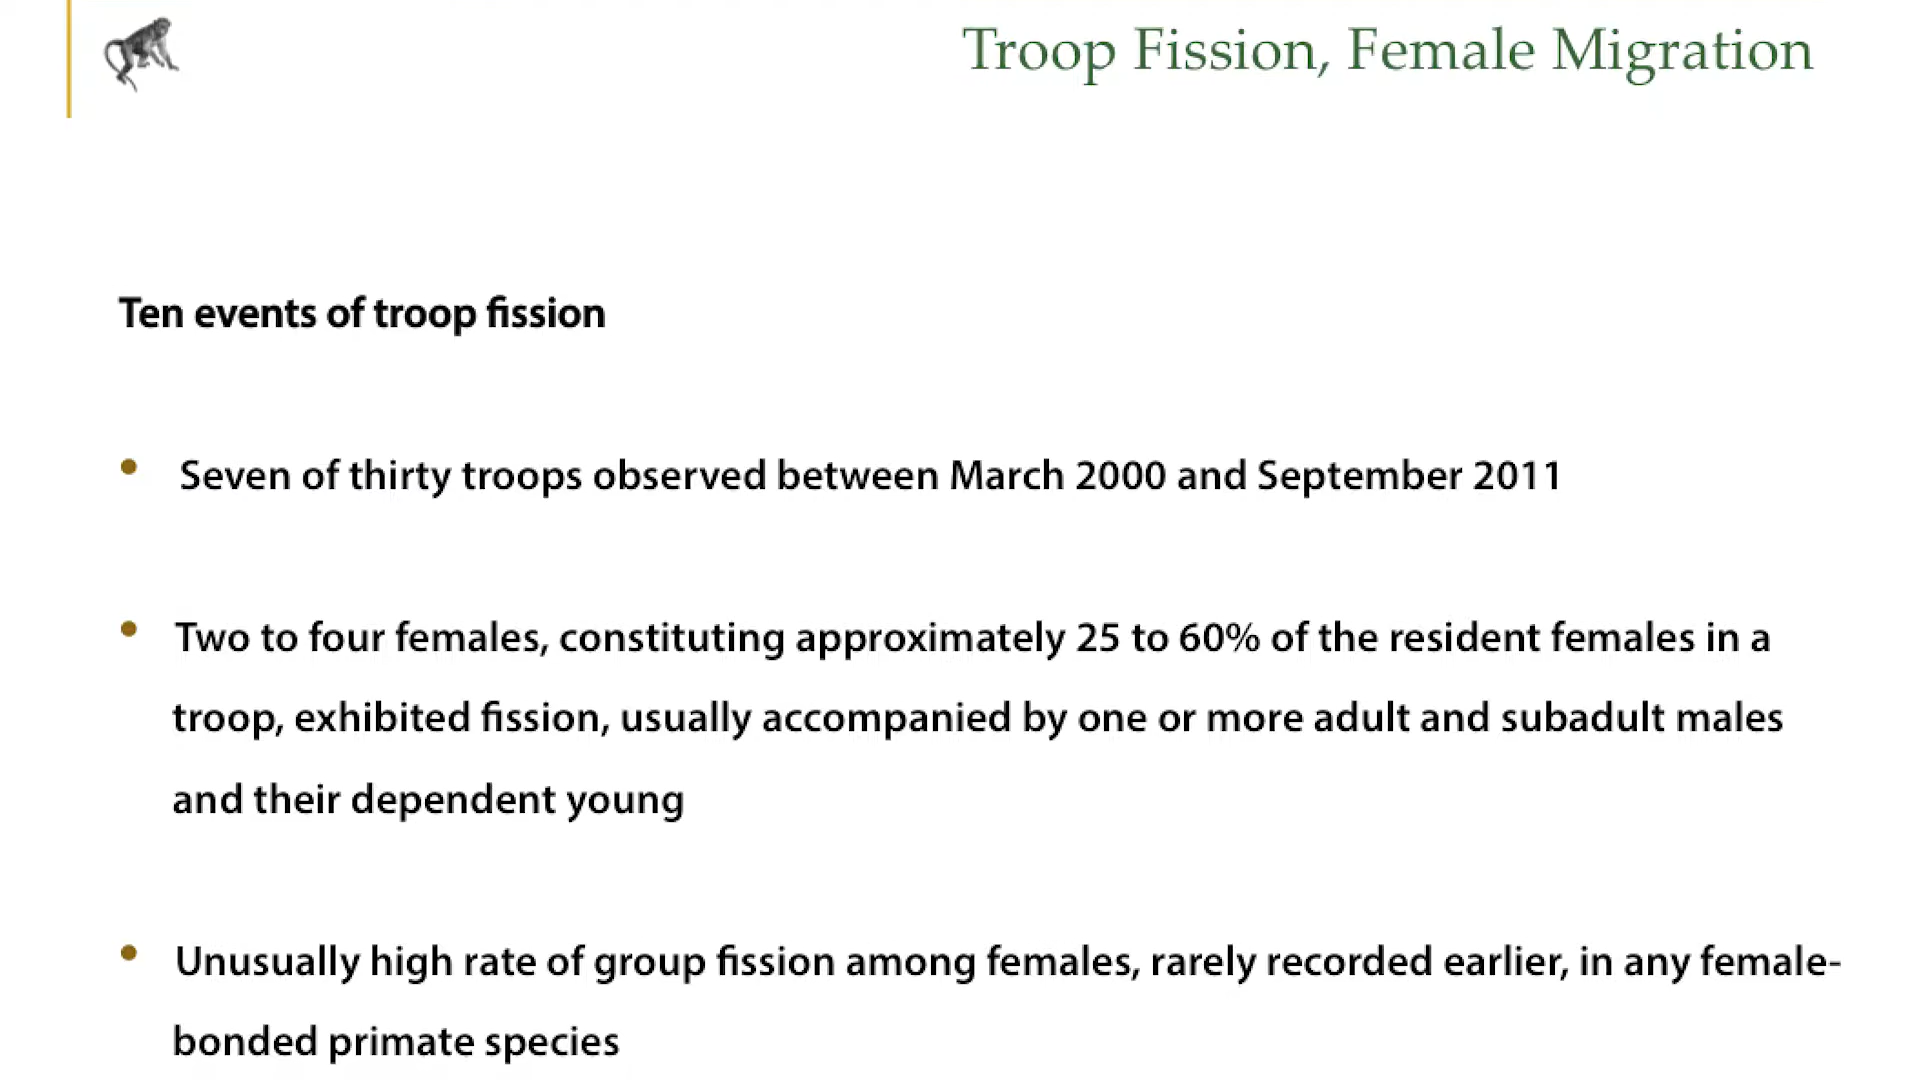 Troop Fission, Female Migration
Ten events of troop fission
• Seven of thirty troops observed between March 2000 and September 2011
• Two to four females, constituting approximately 25 to 60% of the resident females in a
troop, exhibited fission, usually accompanied by one or more adult and subadult males
and their dependent young
• Unusually high rate of group fission among females, rarely recorded earlier, in any female-
bonded primate species